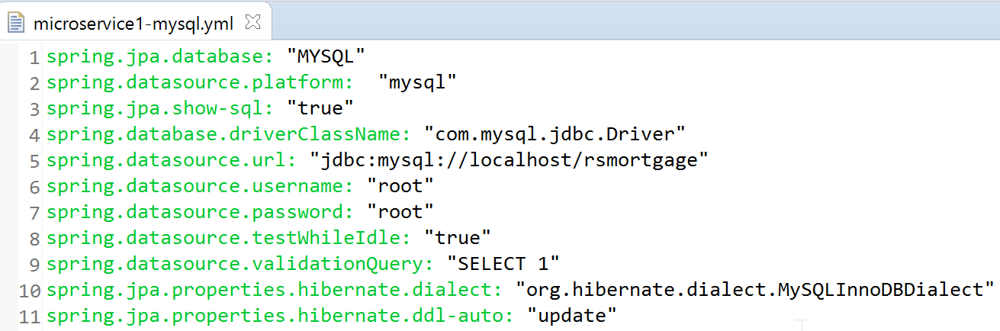 microservice1-mysql.yml
1 spring.jpa.database: "MYSQL"
2 spring.datasource.platform:  "mysql"
3 spring.jpa.show-sql: "true"
4 spring.database.driverClassName: "com.mysql.jdbc.Driver"
5 spring.datasource.url: "jdbc:mysql://localhost/rsmortgage"
6 spring.datasource.username: "root"
7 spring.datasource.password: "root"
8 spring.datasource.testWhileIdle: "true"
9 spring.datasource.validationQuery: "SELECT 1"
10 spring.jpa.properties.hibernate.dialect: "org.hibernate.dialect.MySQLInnoDBDialect"
11 spring.jpa.properties.hibernate.ddl-auto: "update"